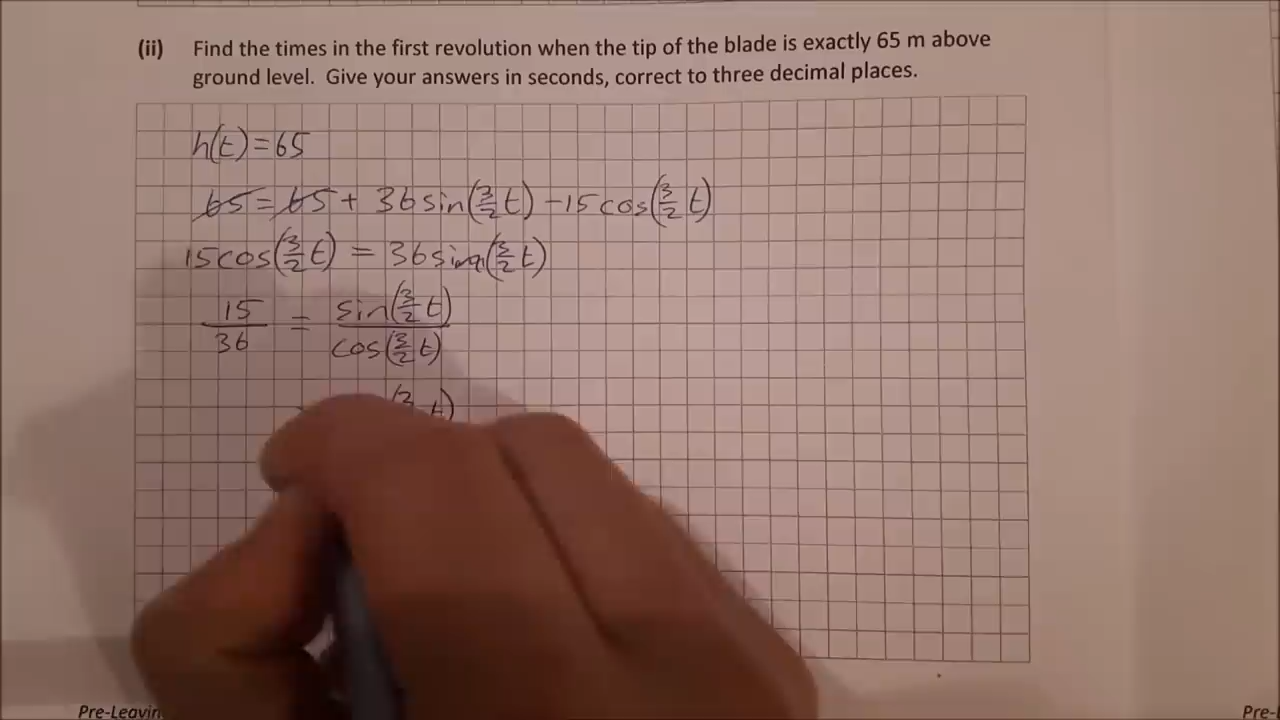 (ii) Find the times in the first revolution when the tip of the blade is exactly 65 m above
ground level. Give your answers in seconds, correct to three decimal places.
h(t)=65
65=65+ 36sin(3/2 t) -15cos(3/2 t)
15cos(3/2 t) = 36sin(3/2 t)
15/36 = sin(3/2 t)/cos(3/2 t)
t)
Pre-Leavin
Pre-L